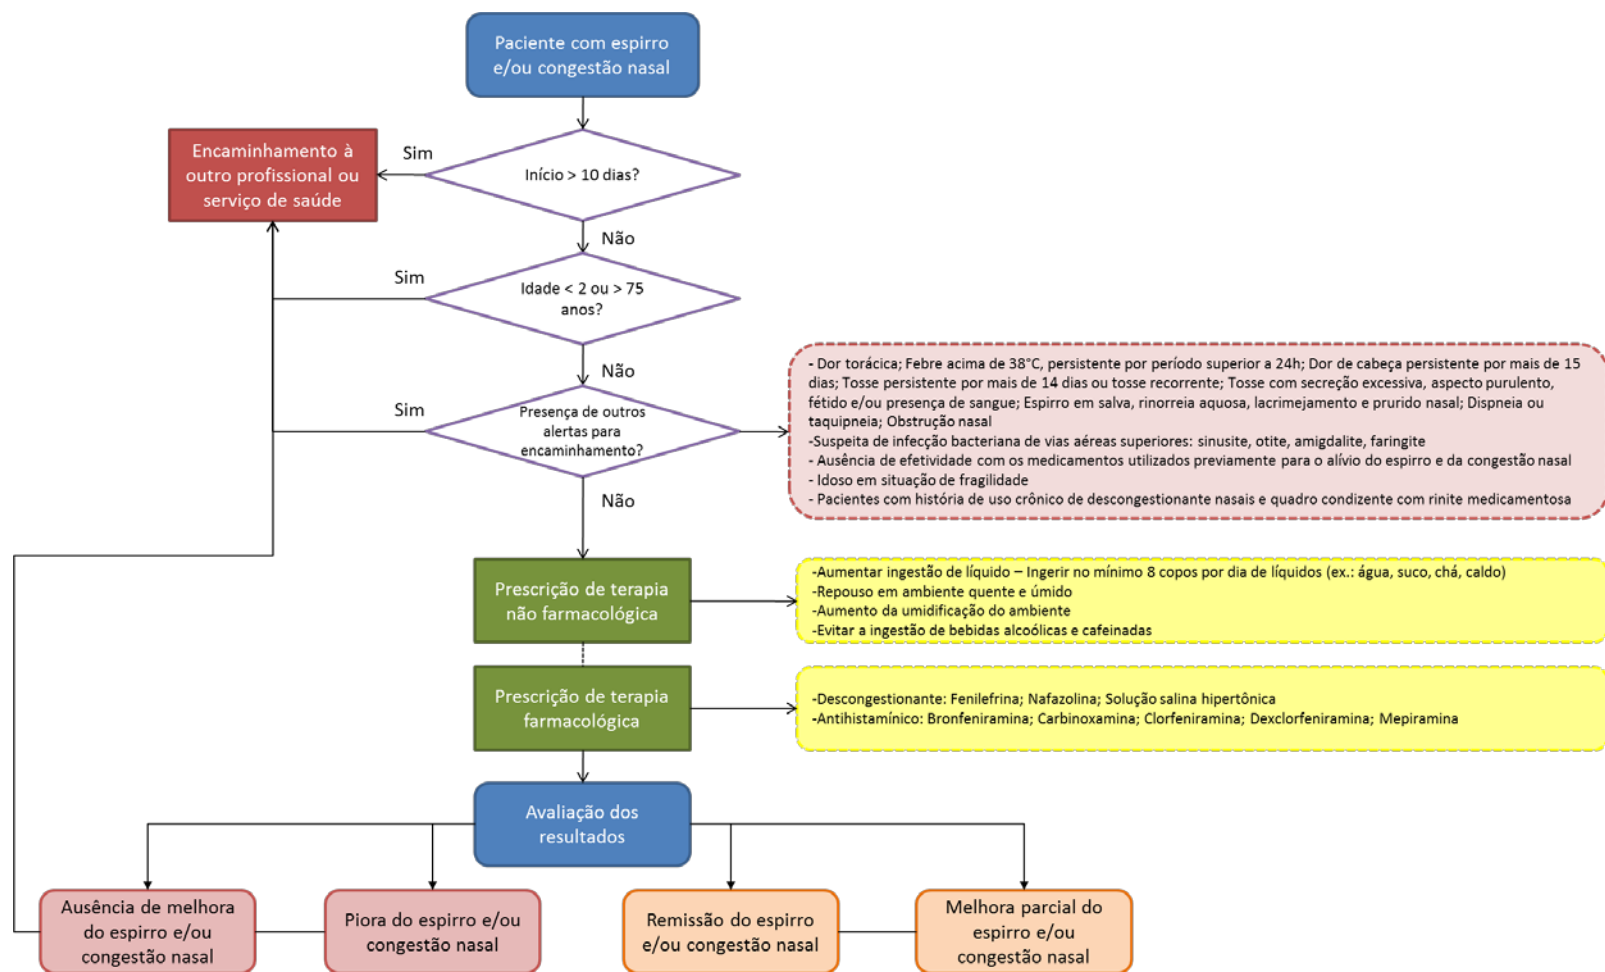 Paciente com espirro
e/ou congestão nasal
Encaminhamento à
outro profissional ou
serviço de saúde
Sim
Início > 10 dias?
Não
Sim
Idade < 2 ou > 75
anos?
Não
Sim
Presença de outros
alertas para
encaminhamento?
- Dor torácica; Febre acima de 38°C, persistente por período superior a 24h; Dor de cabeça persistente por mais de 15
dias; Tosse persistente por mais de 14 dias ou tosse recorrente; Tosse com secreção excessiva, aspecto purulento,
fétido e/ou presença de sangue; Espirro em salva, rinorreia aquosa, lacrimejamento e prurido nasal; Dispneia ou
taquipneia; Obstrução nasal
-Suspeita de infecção bacteriana de vias aéreas superiores: sinusite, otite, amigdalite, faringite
- Ausência de efetividade com os medicamentos utilizados previamente para o alívio do espirro e da congestão nasal
- Idoso em situação de fragilidade
- Pacientes com história de uso crônico de descongestionante nasais e quadro condizente com rinite medicamentosa
Não
Prescrição de terapia
não farmacológica
-Aumentar ingestão de líquido – Ingerir no mínimo 8 copos por dia de líquidos (ex.: água, suco, chá, caldo)
-Repouso em ambiente quente e úmido
-Aumento da umidificação do ambiente
-Evitar a ingestão de bebidas alcoólicas e cafeinadas
Prescrição de terapia
farmacológica
-Descongestionante: Fenilefrina; Nafazolina; Solução salina hipertônica
-Antihistamínico: Bronfeniramina; Carbinoxamina; Clorfeniramina; Dexclorfeniramina; Mepiramina
Avaliação dos
resultados
Ausência de melhora
do espirro e/ou
congestão nasal
Piora do espirro e/ou
congestão nasal
Remissão do espirro
e/ou congestão nasal
Melhora parcial do
espirro e/ou
congestão nasal